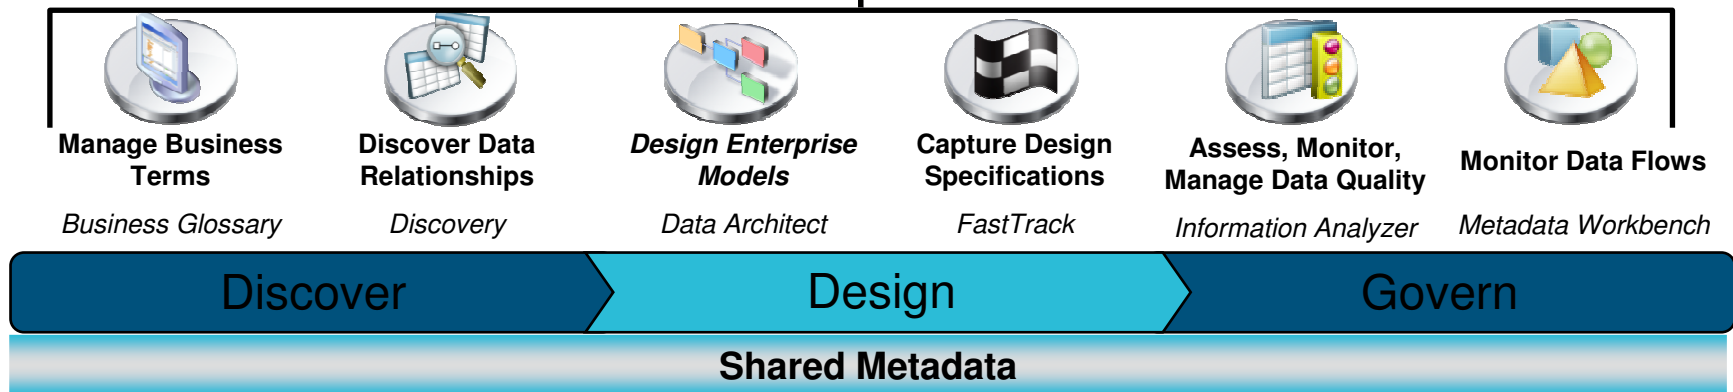 Manage Business
Terms
Discover Data
Relationships
Design Enterprise
Models
Capture Design
Specifications
Assess, Monitor,
Manage Data Quality
Monitor Data Flows
Business Glossary
Discovery
Data Architect
FastTrack
Information Analyzer
Metadata Workbench
Discover
Design
Govern
Shared Metadata